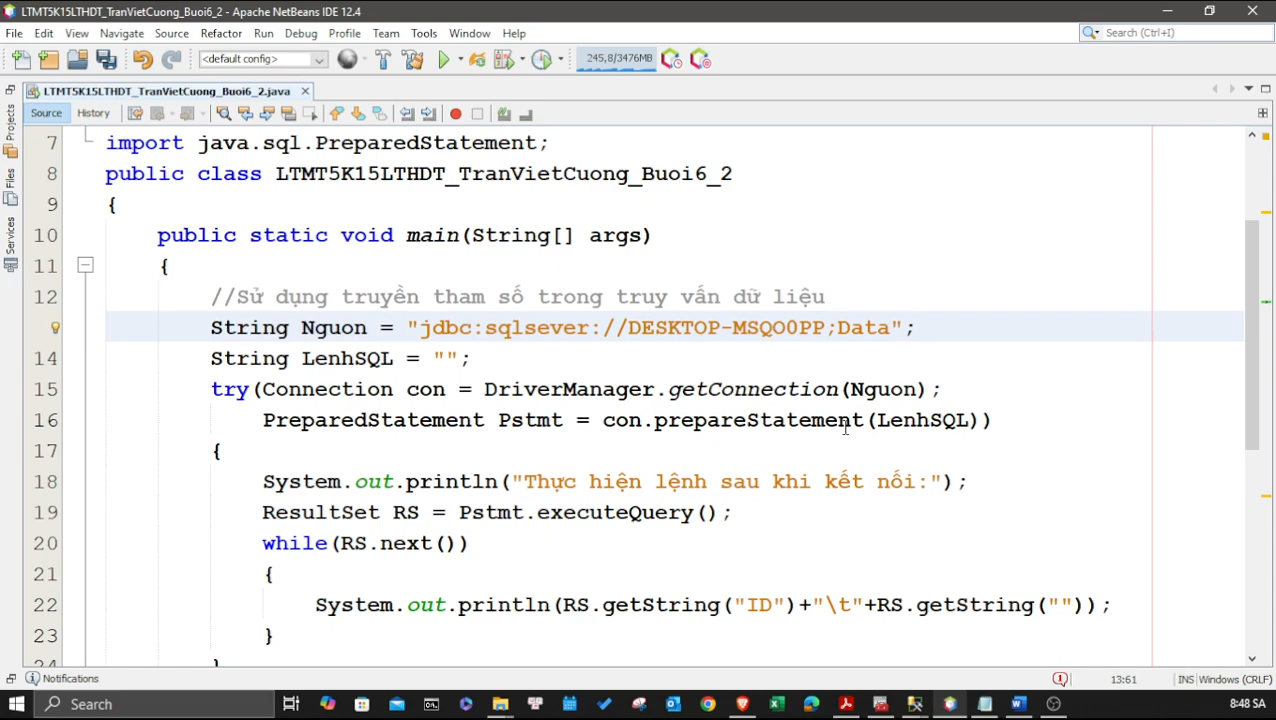 LTMT5K15LTHDT_TranVietCuong_Buoi6_2 - Apache NetBeans IDE 12.4
File Edit View Navigate Source Refactor Run Debug Profile Team Tools Window Help
Search (Ctrl+I)
<default config>
245,8/3476MB
LTMT5K15LTHDT_TranVietCuong_Buoi6_2.java
Source History
Projects
Files
Services
7 import java.sql.PreparedStatement;
8 public class LTMT5K15LTHDT_TranVietCuong_Buoi6_2
9 {
10 public static void main(String[] args)
11 {
12 //Sử dụng truyền tham số trong truy vấn dữ liệu
String Nguon = "jdbc:sqlsever://DESKTOP-MSQO0PP;Data";
14 String LenhSQL = "";
15 try(Connection con = DriverManager.getConnection(Nguon);
16 PreparedStatement Pstmt = con.prepareStatement(LenhSQL))
17 {
18 System.out.println("Thực hiện lệnh sau khi kết nối:");
19 ResultSet RS = Pstmt.executeQuery();
20 while(RS.next())
21 {
22 System.out.println(RS.getString("ID")+"\t"+RS.getString(""));
23 }
24 }
Notifications
13:61 INS Windows (CRLF)
Search
8:48 SA